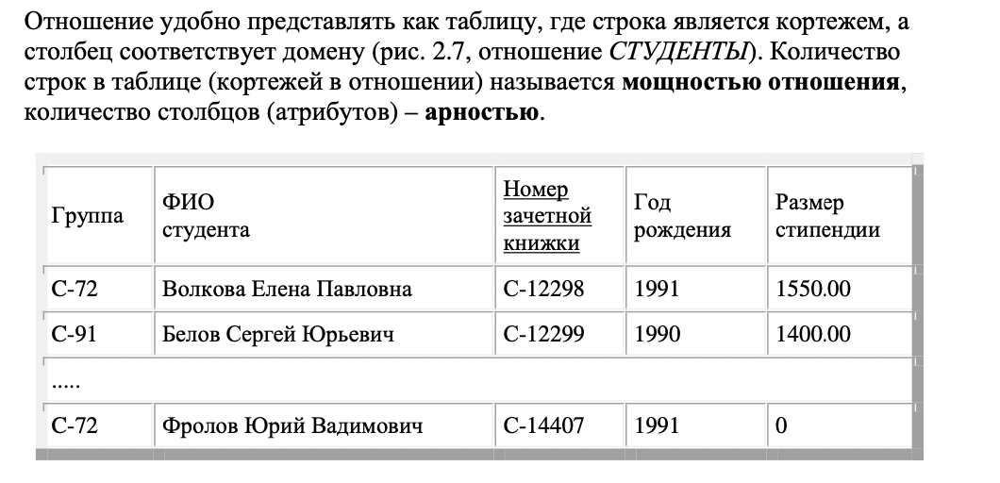 Отношение удобно представлять как таблицу, где строка является кортежем, а
столбец соответствует домену (рис. 2.7, отношение СТУДЕНТЫ). Количество
строк в таблице (кортежей в отношении) называется мощностью отношения,
количество столбцов (атрибутов) – арностью.
Группа
ФИО
студента
Номер
зачетной
книжки
Год
рождения
Размер
стипендии
С-72 Волкова Елена Павловна С-12298 1991 1550.00
С-91 Белов Сергей Юрьевич С-12299 1990 1400.00
.....
С-72 Фролов Юрий Вадимович С-14407 1991 0